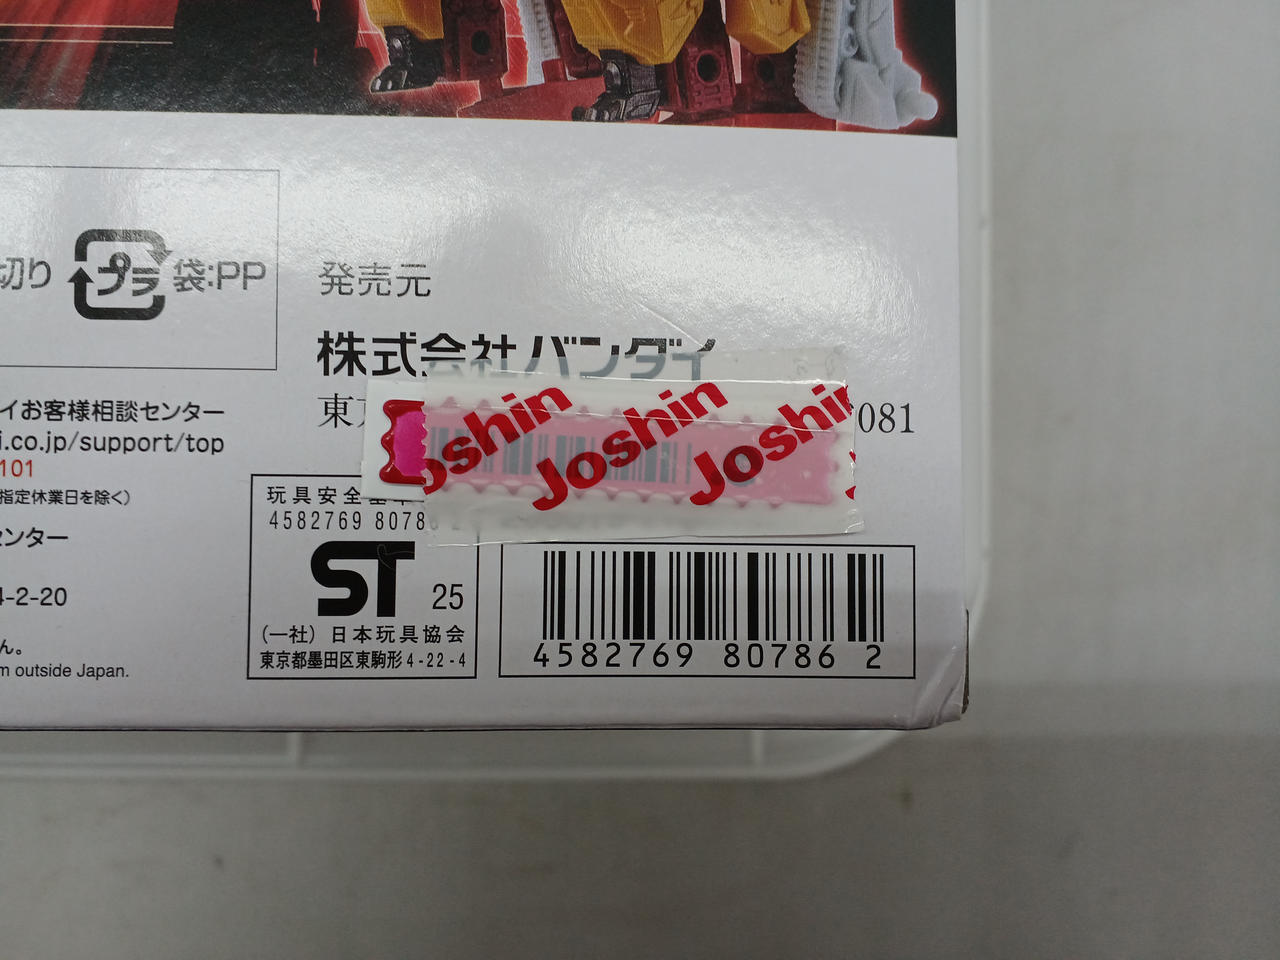 切り プラ 袋:PP
発売元
株式会社バンダイ
東
081
イお客様相談センター
i.co.jp/support/top
101
指定休業日を除く)
センター
4-2-20
ん。
m outside Japan.
Joshin Joshin Joshin
玩具安全基準
4582769 80786 2
ST 25
(一社) 日本玩具協会
東京都墨田区東駒形4-22-4
4582769 80786 2